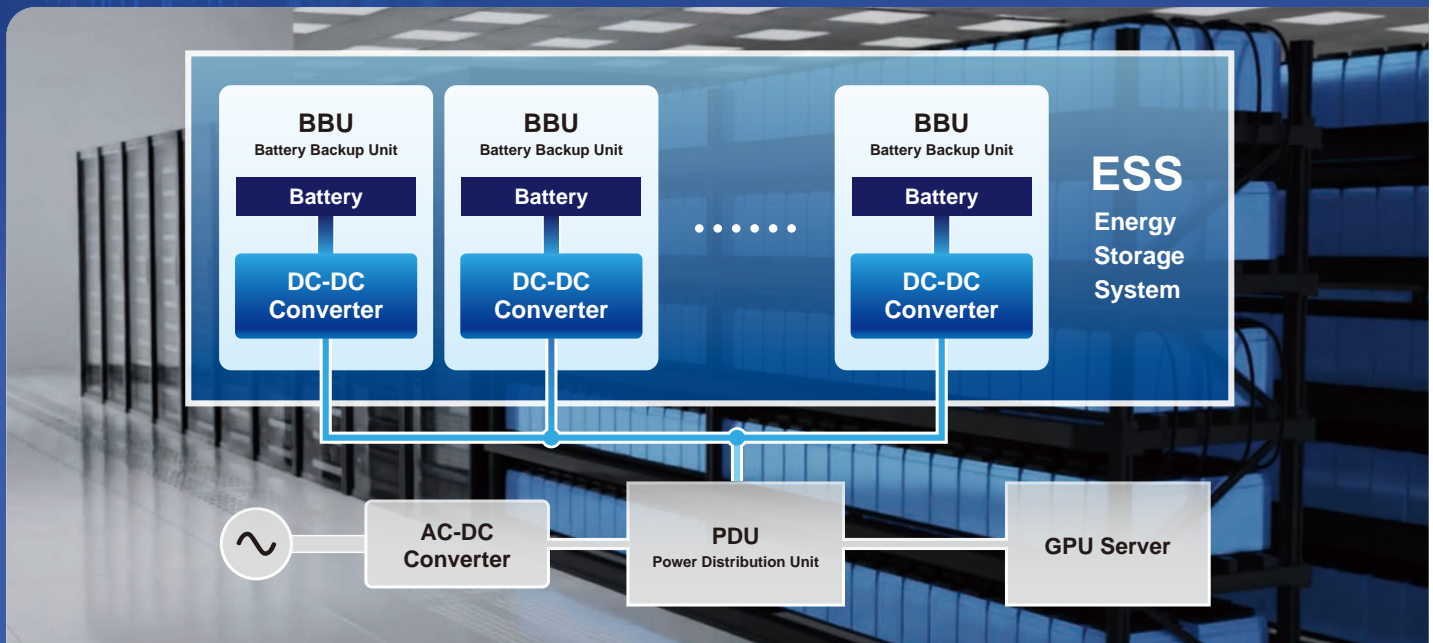 BBU
Battery Backup Unit
Battery
DC-DC
Converter
BBU
Battery Backup Unit
Battery
DC-DC
Converter
......
BBU
Battery Backup Unit
Battery
DC-DC
Converter
ESS
Energy
Storage
System
AC-DC
Converter
PDU
Power Distribution Unit
GPU Server